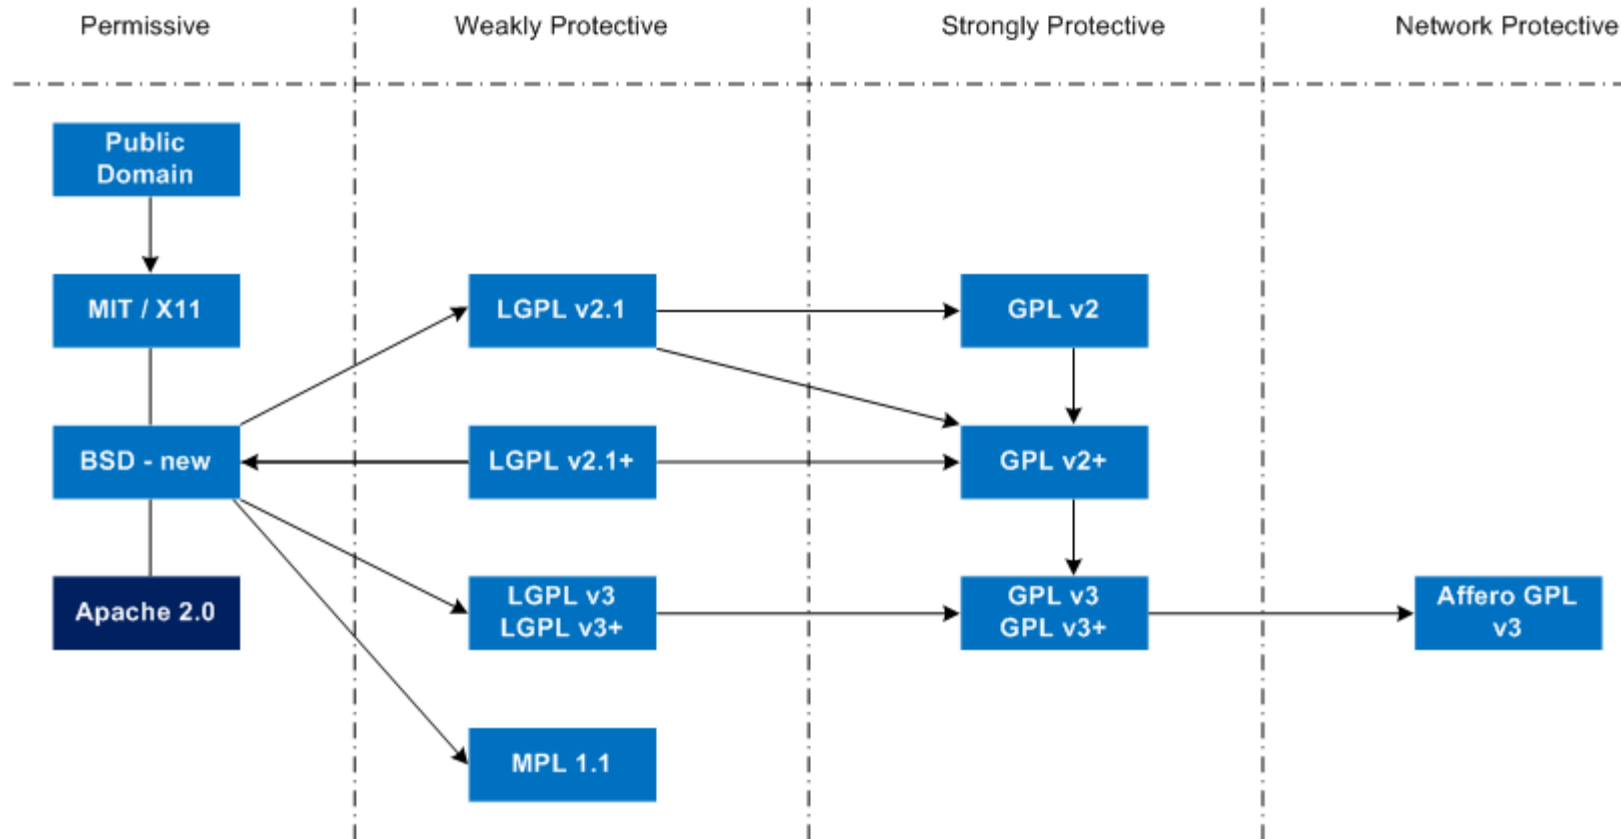 Permissive
Weakly Protective
Strongly Protective
Network Protective
Public
Domain
MIT / X11
LGPL v2.1
GPL v2
BSD - new
LGPL v2.1+
GPL v2+
Apache 2.0
LGPL v3
LGPL v3+
GPL v3
GPL v3+
Affero GPL
v3
MPL 1.1